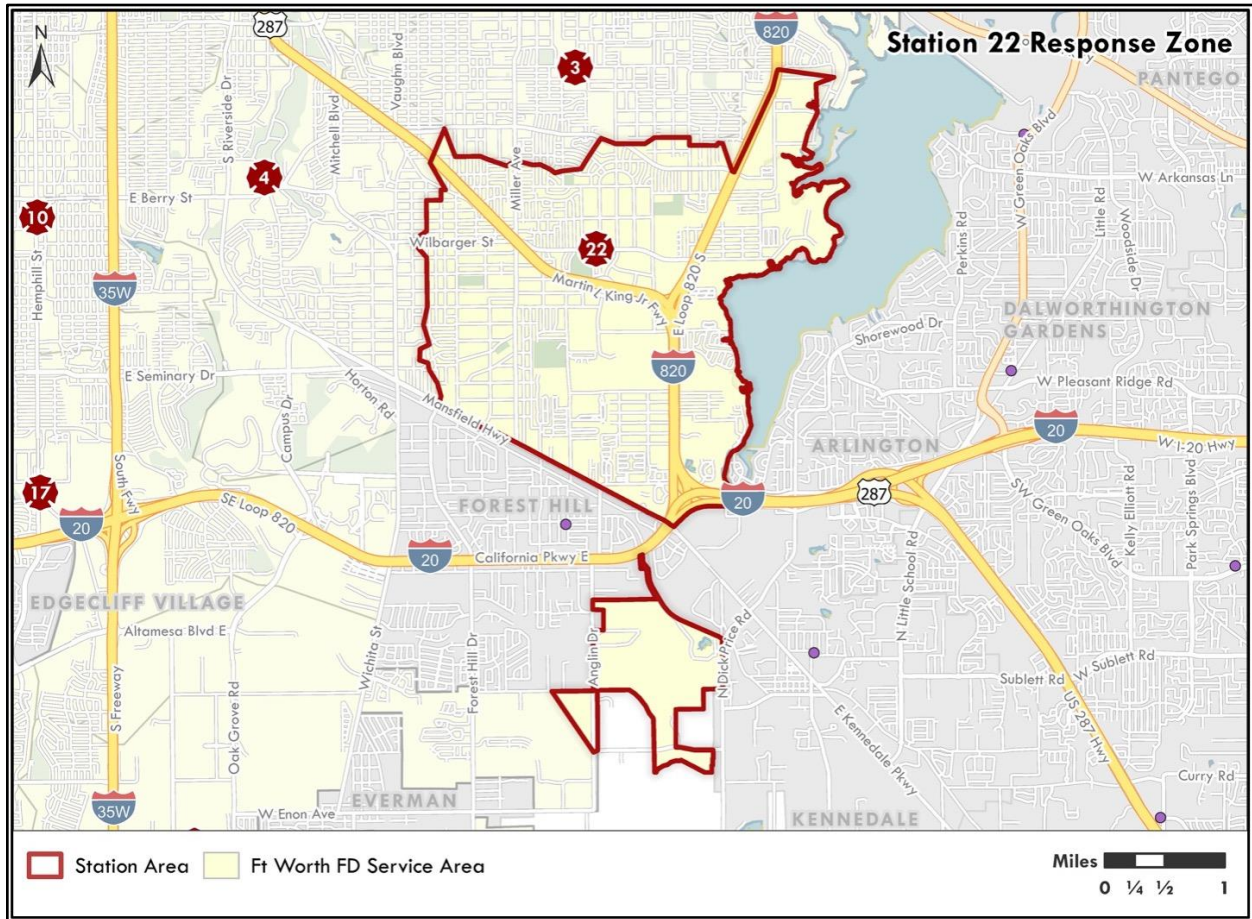 N
287
820
Station 22 Response Zone
PANTEGO
S Riverside Dr
Mitchell Blvd
Vaughn Blvd
3
W Green Oaks Blvd
4
Miller Ave
W Arkansas Ln
10
E Berry St
Little Rd
Woodside Dr
Perkins Rd
Wilbarger St
22
Hemphill St
35W
Martin L King Jr Fwy
E Loop 820 S
DALWORTHINGTON
GARDENS
Shorewood Dr
820
E Seminary Dr
Horton Rd
Mansfield Hwy
W Pleasant Ridge Rd
Campus Dr
ARLINGTON
20
W I-20 Hwy
17
South Fwy
20
SE Loop 820
FOREST HILL
20
287
SW Green Oaks Blvd
Kelly Elliott Rd
Park Springs Blvd
20
California Pkwy E
EDGECLIFF VILLAGE
Altamesa Blvd E
Wichita St
Forest Hill Dr
Anglin Dr
N Dick Price Rd
N Little School Rd
W Sublett Rd
Sublett Rd
S Freeway
Oak Grove Rd
E Kennedale Pkwy
US-287 Hwy
35W
W Enon Ave
EVERMAN
KENNEDALE
Curry Rd
Station Area
Ft Worth FD Service Area
Miles
0 ¼ ½ 1